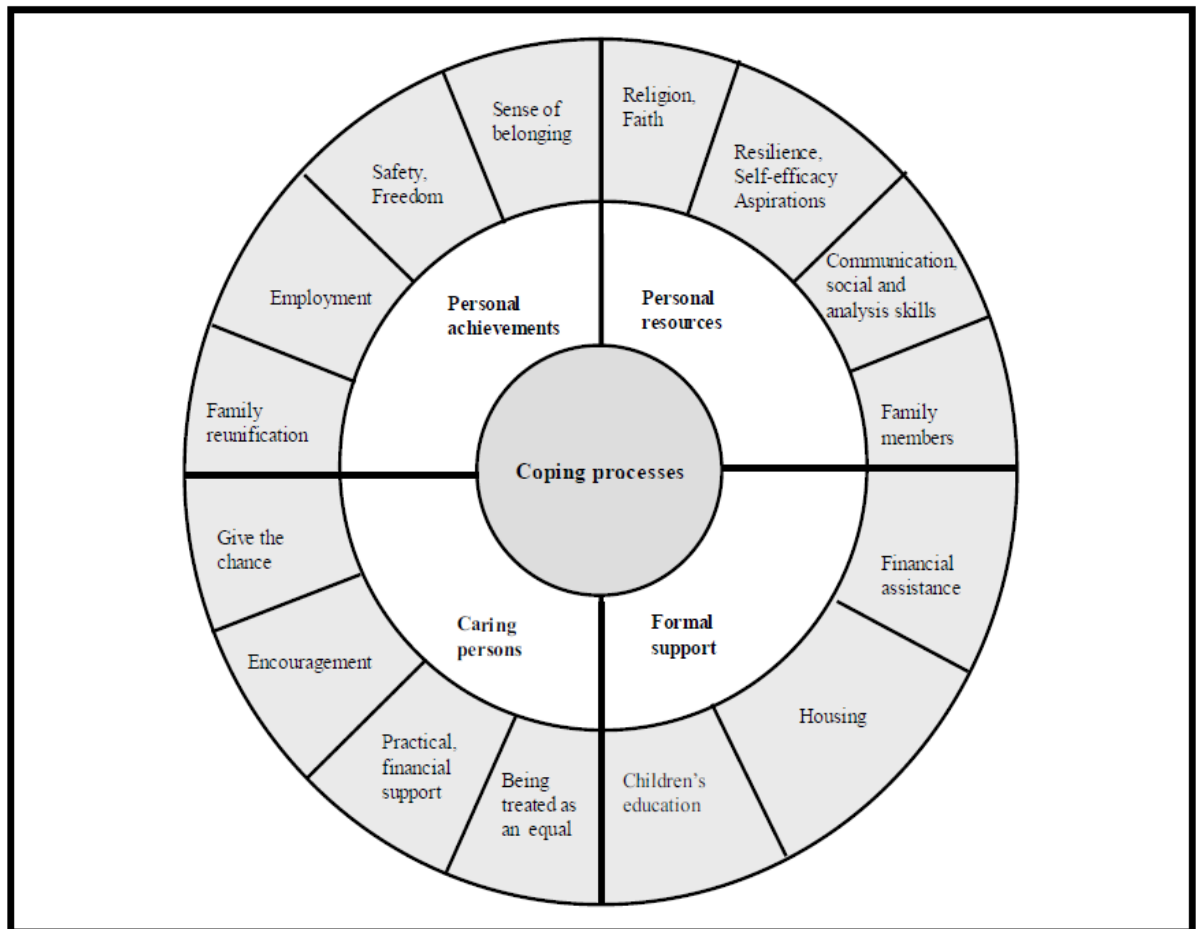 Sense of
belonging
Religion,
Faith
Resilience,
Self-efficacy
Aspirations
Safety,
Freedom
Communication,
social and
analysis skills
Employment
Personal
achievements
Personal
resources
Family
reunification
Family
members
Coping processes
Give the
chance
Financial
assistance
Caring
persons
Formal
support
Encouragement
Housing
Practical,
financial
support
Being
treated as
an equal
Children's
education